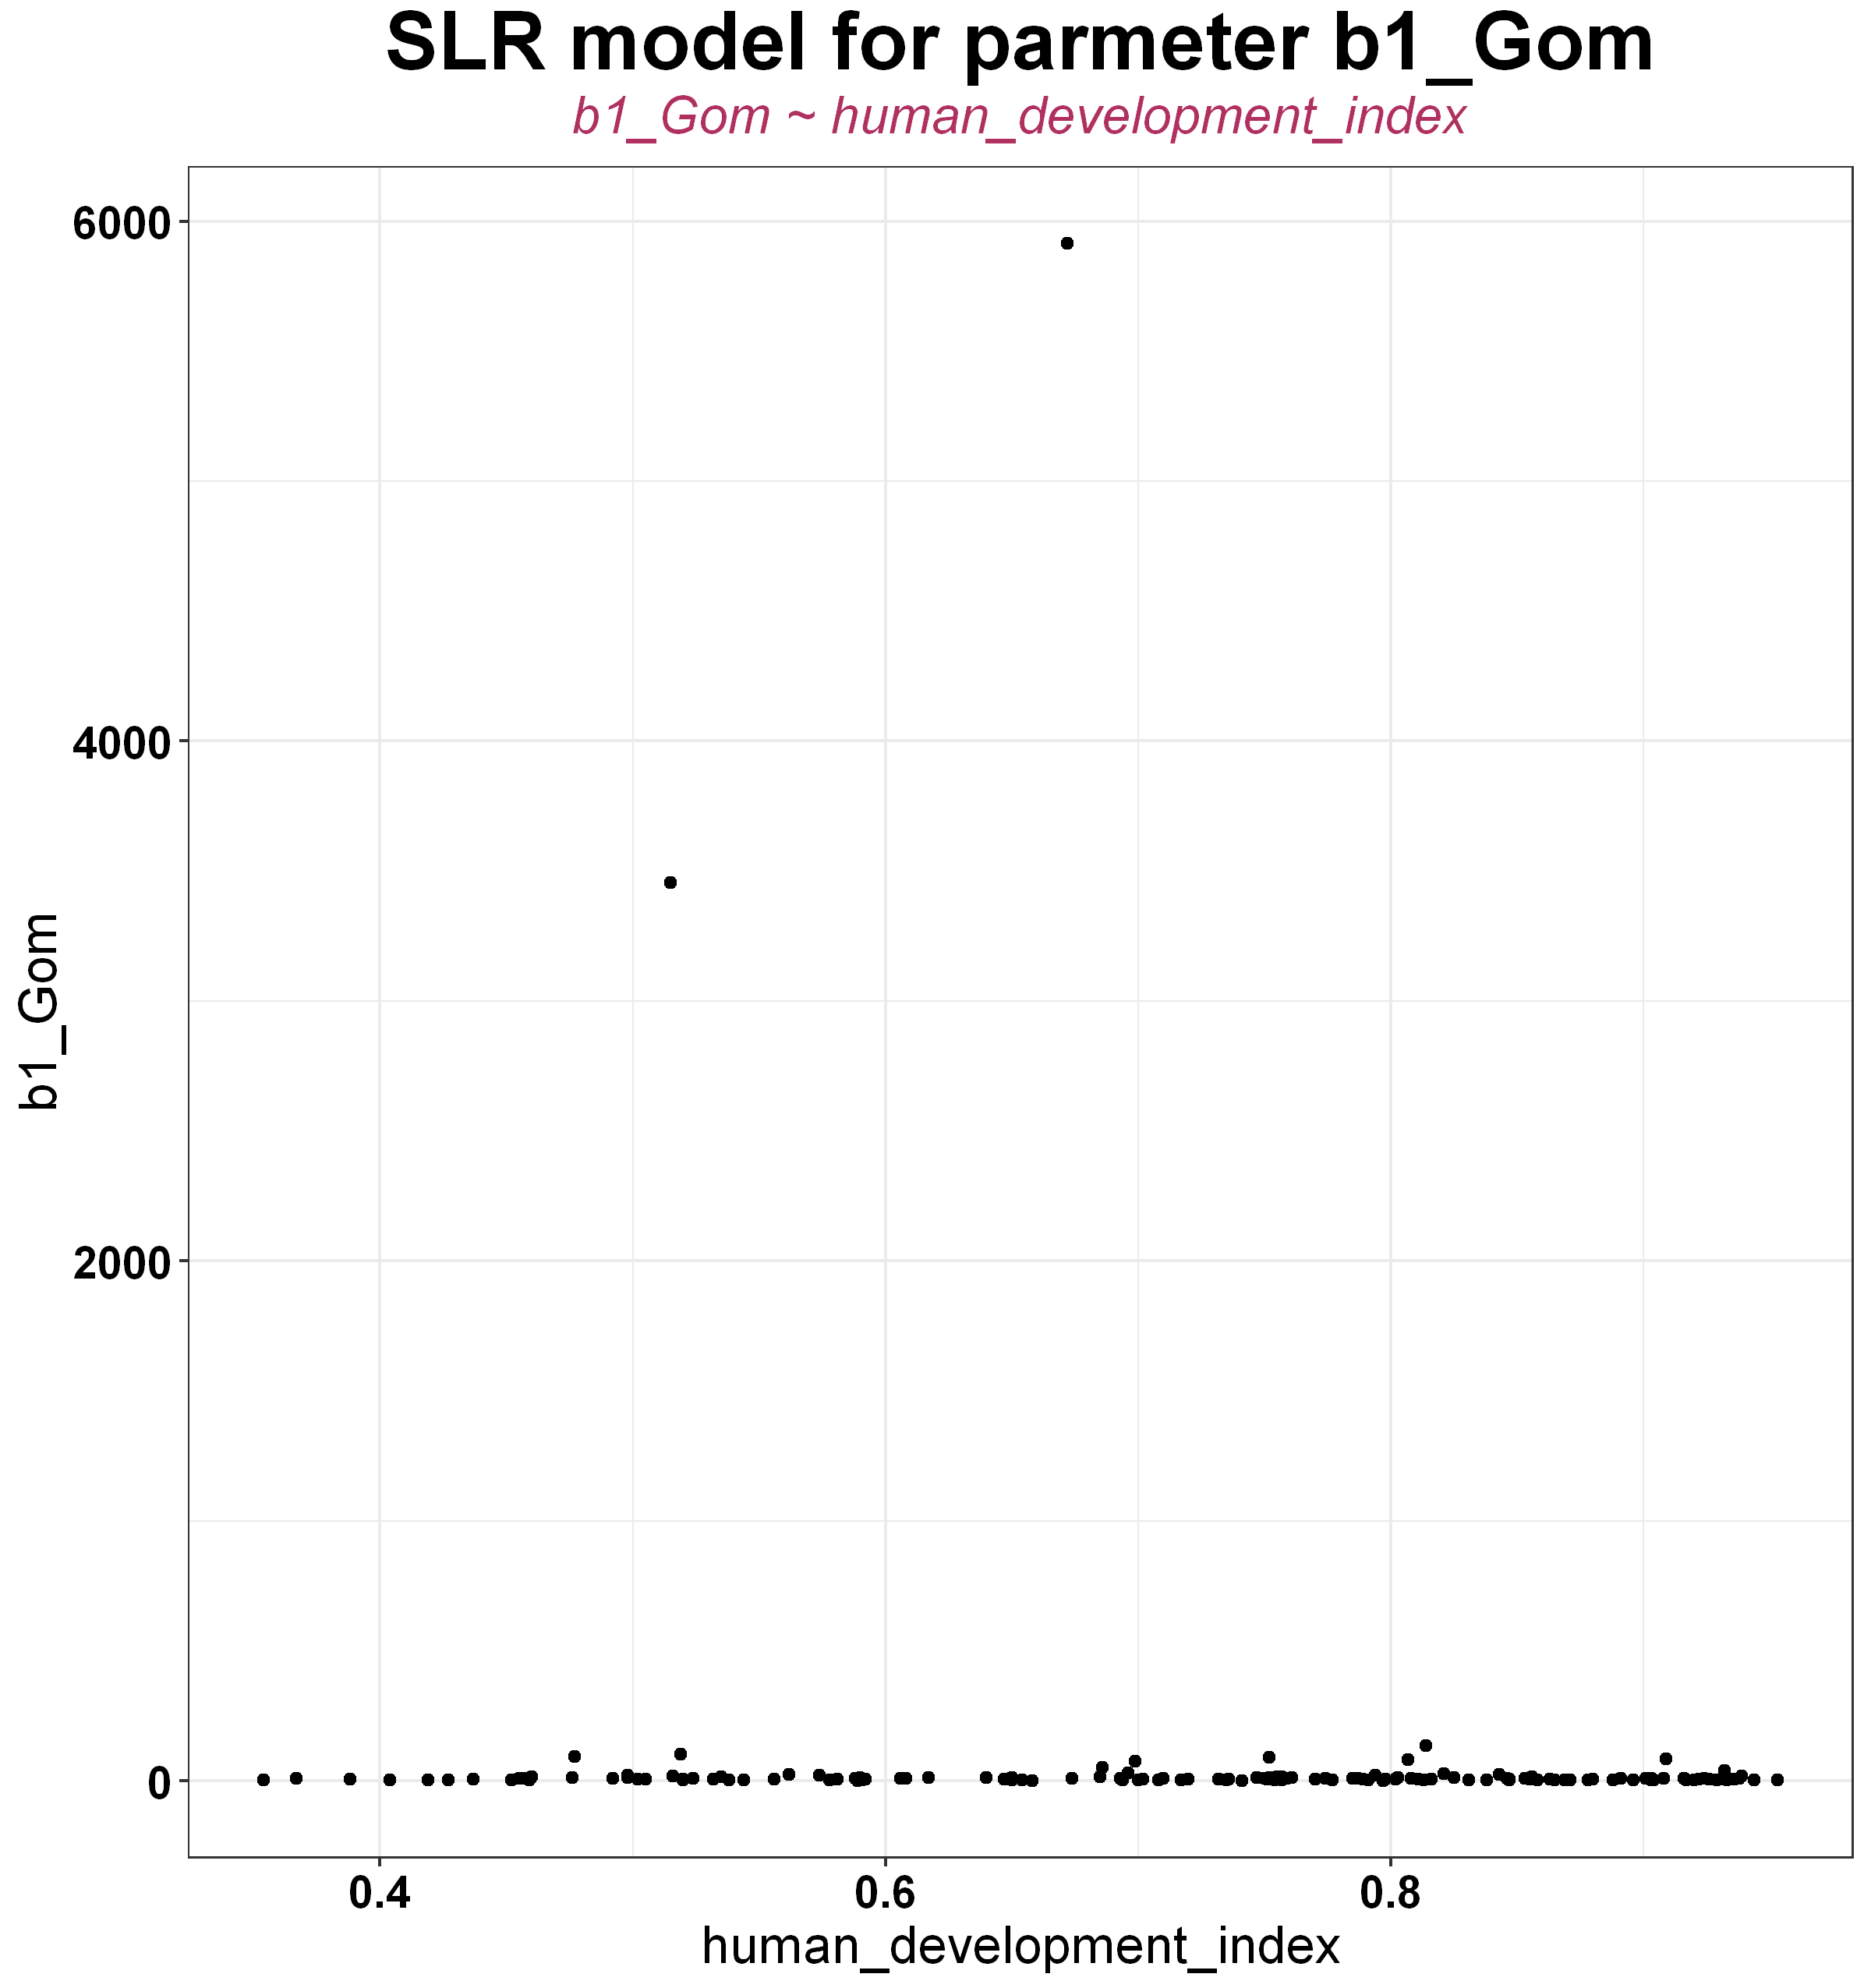 SLR model for parmeter b1_Gom
b1_Gom ~ human_development_index
6000
4000
2000
0
b1_Gom
0.4
0.6
0.8
human_development_index